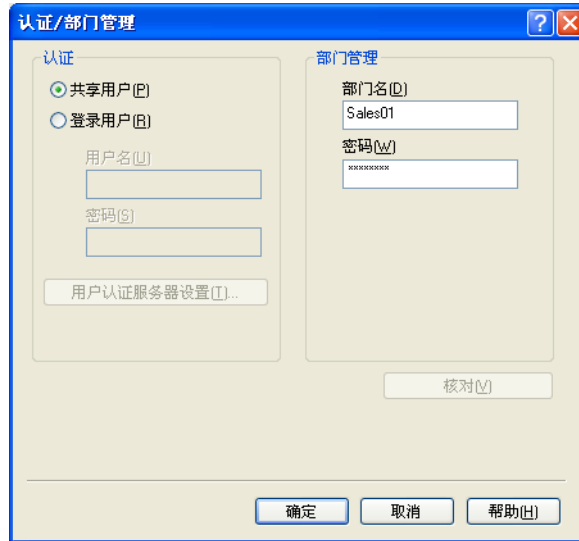 认证/部门管理
认证
共享用户(P)
登录用户(R)
用户名(U)
密码(S)
用户认证服务器设置(T)...
部门管理
部门名(D)
Sales01
密码(W)
********
核对(V)
确定
取消
帮助(H)